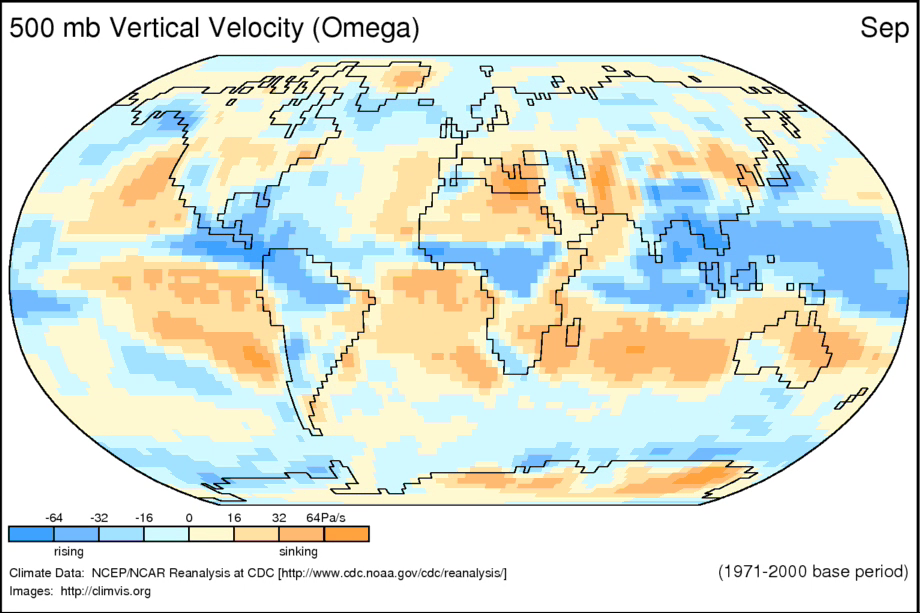 500 mb Vertical Velocity (Omega) Sep
-64 -32 -16 0 16 32 64Pa/s
rising sinking
Climate Data: NCEP/NCAR Reanalysis at CDC [http://www.cdc.noaa.gov/cdc/reanalysis/] (1971-2000 base period)
Images: http://climvis.org